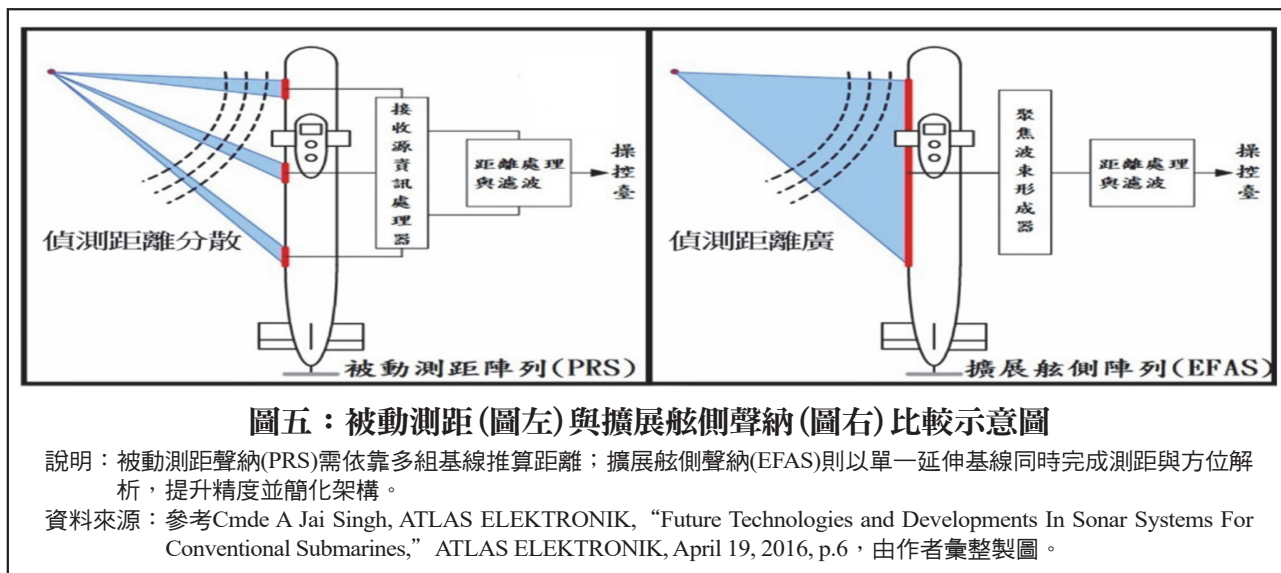 接收源資訊處理器
距離處理
與濾波
操控臺
偵測距離分散
被動測距陣列(PRS)
聚焦波束形成器
距離處理
與濾波
操控臺
偵測距離廣
擴展舷側陣列(EFAS)
圖五：被動測距(圖左)與擴展舷側聲納(圖右)比較示意圖
說明：被動測距聲納(PRS)需依靠多組基線推算距離；擴展舷側聲納(EFAS)則以單一延伸基線同時完成測距與方位解
析，提升精度並簡化架構。
資料來源：參考Cmde A Jai Singh, ATLAS ELEKTRONIK, “Future Technologies and Developments In Sonar Systems For
Conventional Submarines,” ATLAS ELEKTRONIK, April 19, 2016, p.6，由作者彙整製圖。